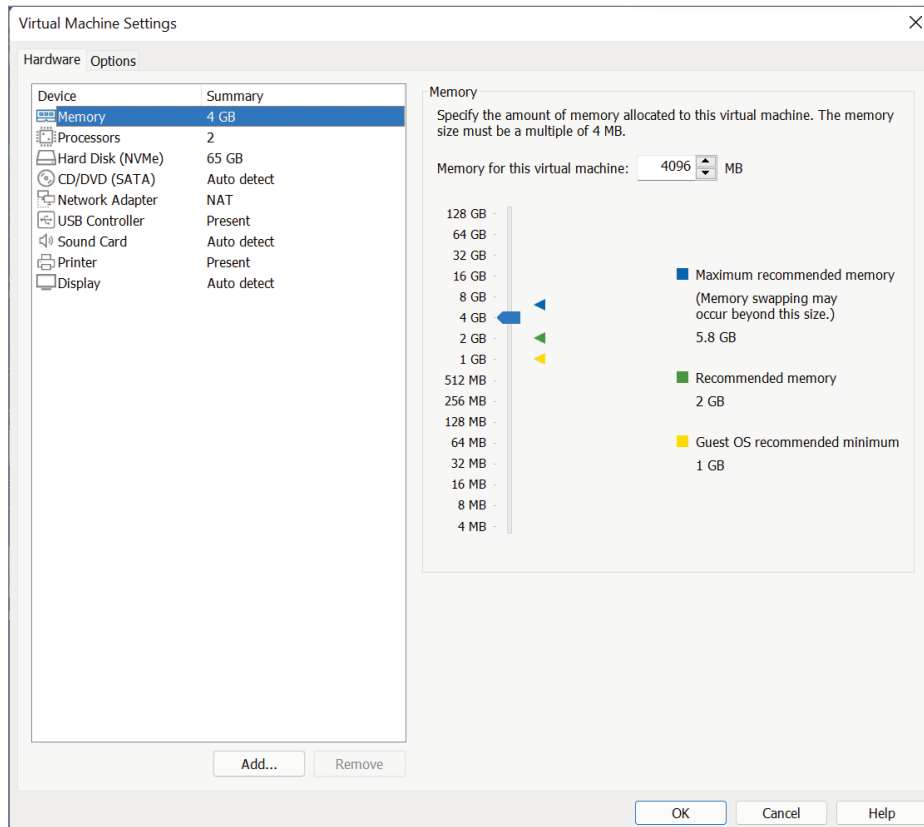 Virtual Machine Settings
Hardware Options
Device Summary
Memory 4 GB
Processors 2
Hard Disk (NVMe) 65 GB
CD/DVD (SATA) Auto detect
Network Adapter NAT
USB Controller Present
Sound Card Auto detect
Printer Present
Display Auto detect
Add... Remove
Memory
Specify the amount of memory allocated to this virtual machine. The memory
size must be a multiple of 4 MB.
Memory for this virtual machine: 4096 MB
128 GB
64 GB
32 GB
16 GB
8 GB
4 GB
2 GB
1 GB
512 MB
256 MB
128 MB
64 MB
32 MB
16 MB
8 MB
4 MB
Maximum recommended memory
(Memory swapping may
occur beyond this size.)
5.8 GB
Recommended memory
2 GB
Guest OS recommended minimum
1 GB
OK Cancel Help